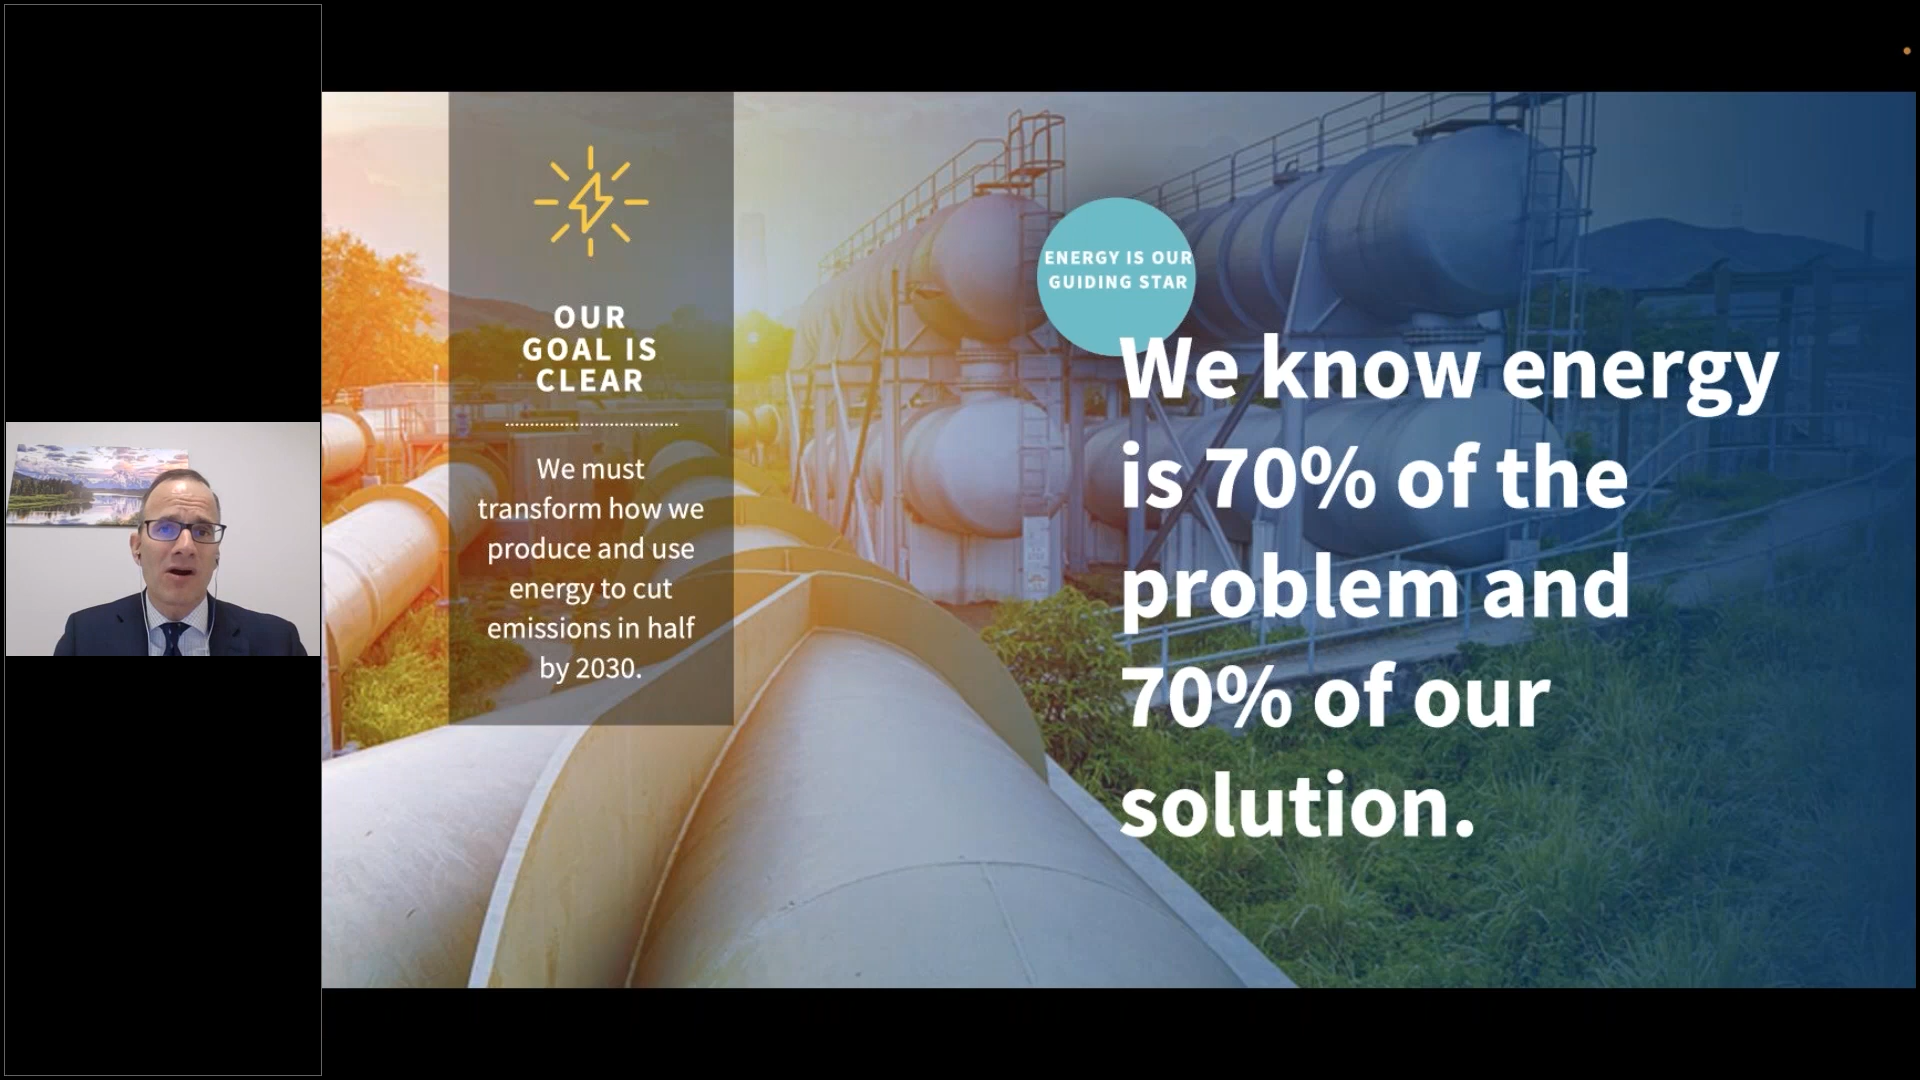 OUR
GOAL IS
CLEAR
We must
transform how we
produce and use
energy to cut
emissions in half
by 2030.
ENERGY IS OUR
GUIDING STAR
We know energy
is 70% of the
problem and
70% of our
solution.